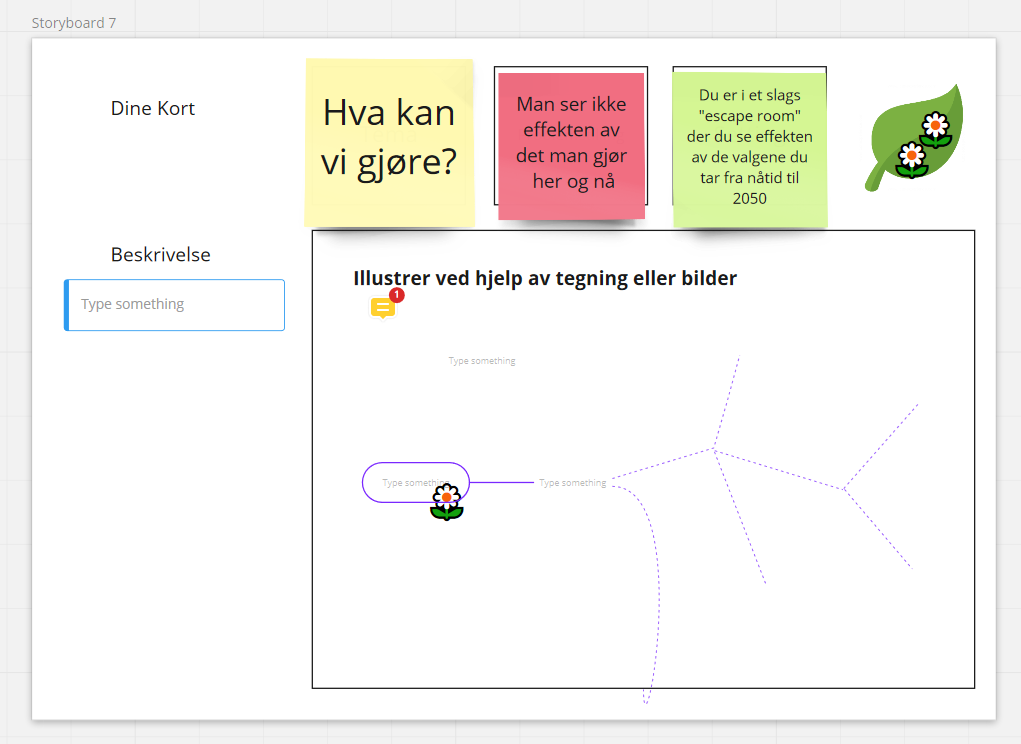 Storyboard 7
Dine Kort
Hva kan
vi gjøre?
Man ser ikke
effekten av
det man gjør
her og nå
Du er i et slags
"escape room"
der du se effekten
av de valgene du
tar fra nåtid til
2050
Beskrivelse
Type something
Illustrer ved hjelp av tegning eller bilder
1
Type something
Type something
Type something